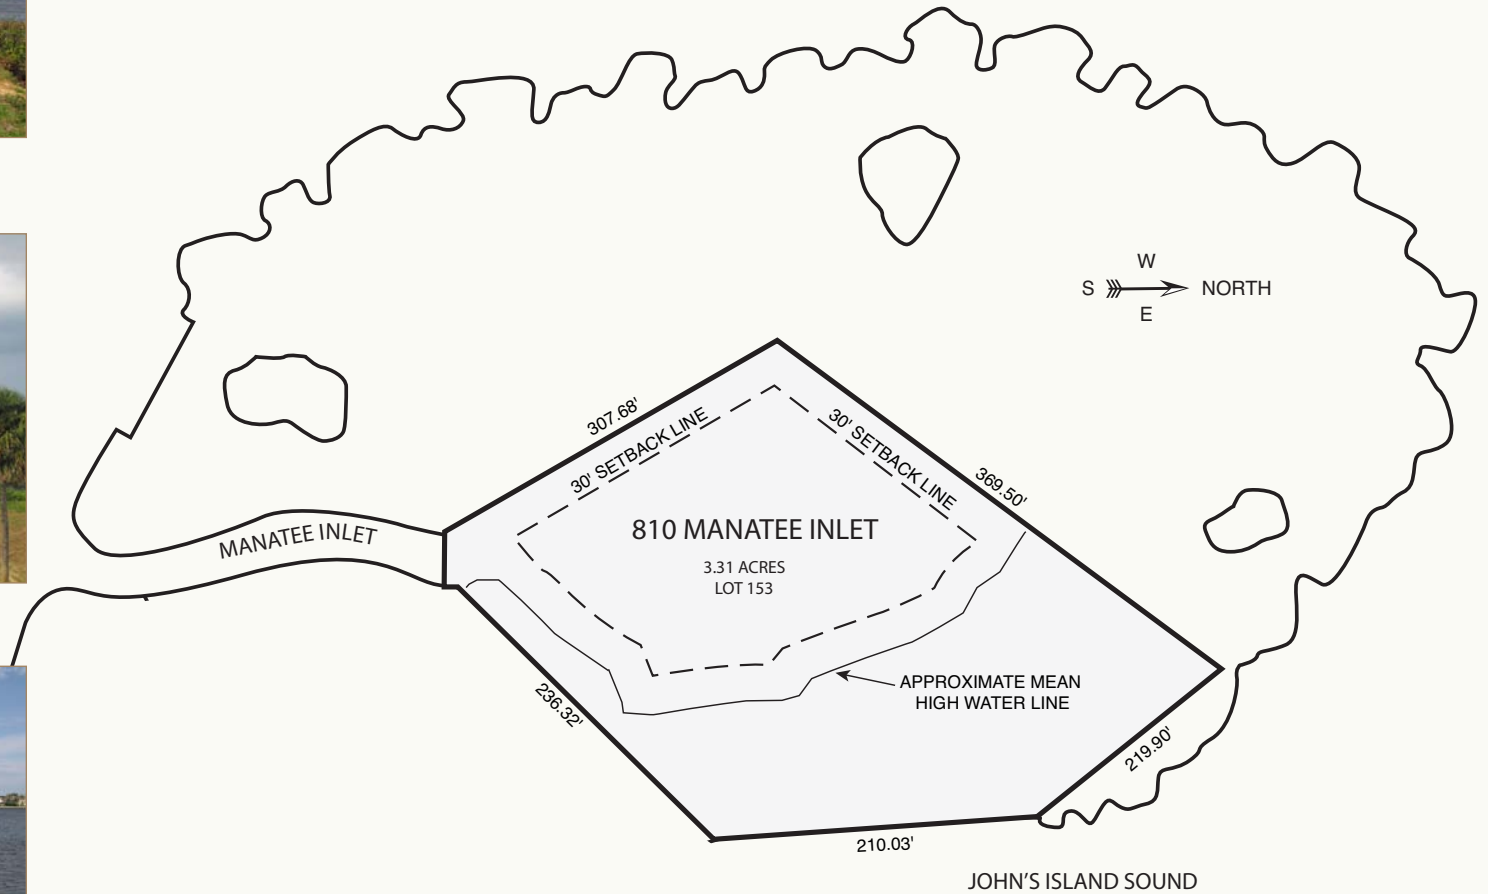 W
S
NORTH
E
307.68'
30' SETBACK LINE
30' SETBACK LINE
369.50'
810 MANATEE INLET
3.31 ACRES
LOT 153
MANATEE INLET
APPROXIMATE MEAN
HIGH WATER LINE
236.32'
219.90'
210.03'
JOHN'S ISLAND SOUND